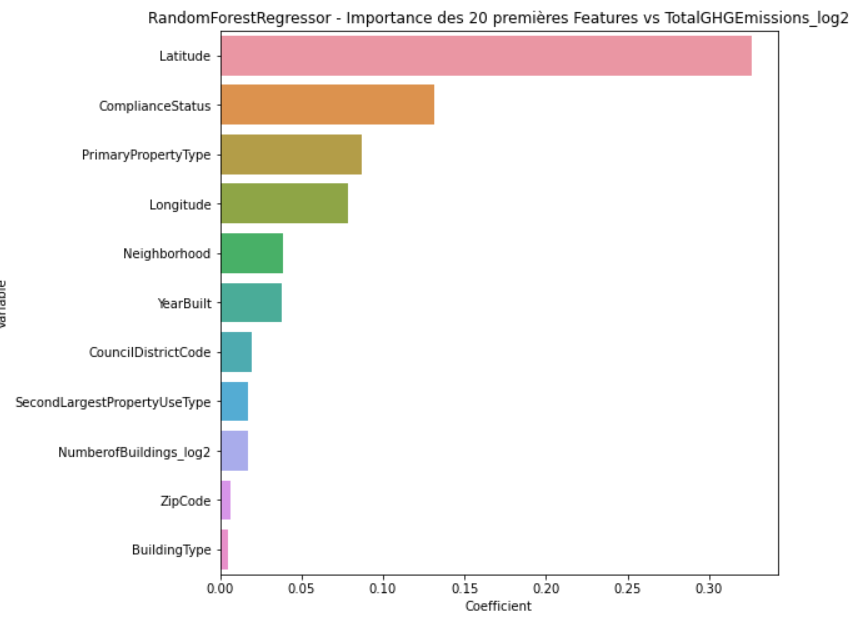 RandomForestRegressor - Importance des 20 premières Features vs TotalGHGEmissions_log2
Latitude
ComplianceStatus
PrimaryPropertyType
Longitude
Neighborhood
YearBuilt
CouncilDistrictCode
SecondLargestPropertyUseType
NumberofBuildings_log2
ZipCode
BuildingType
0.00 0.05 0.10 0.15 0.20 0.25 0.30
Coefficient